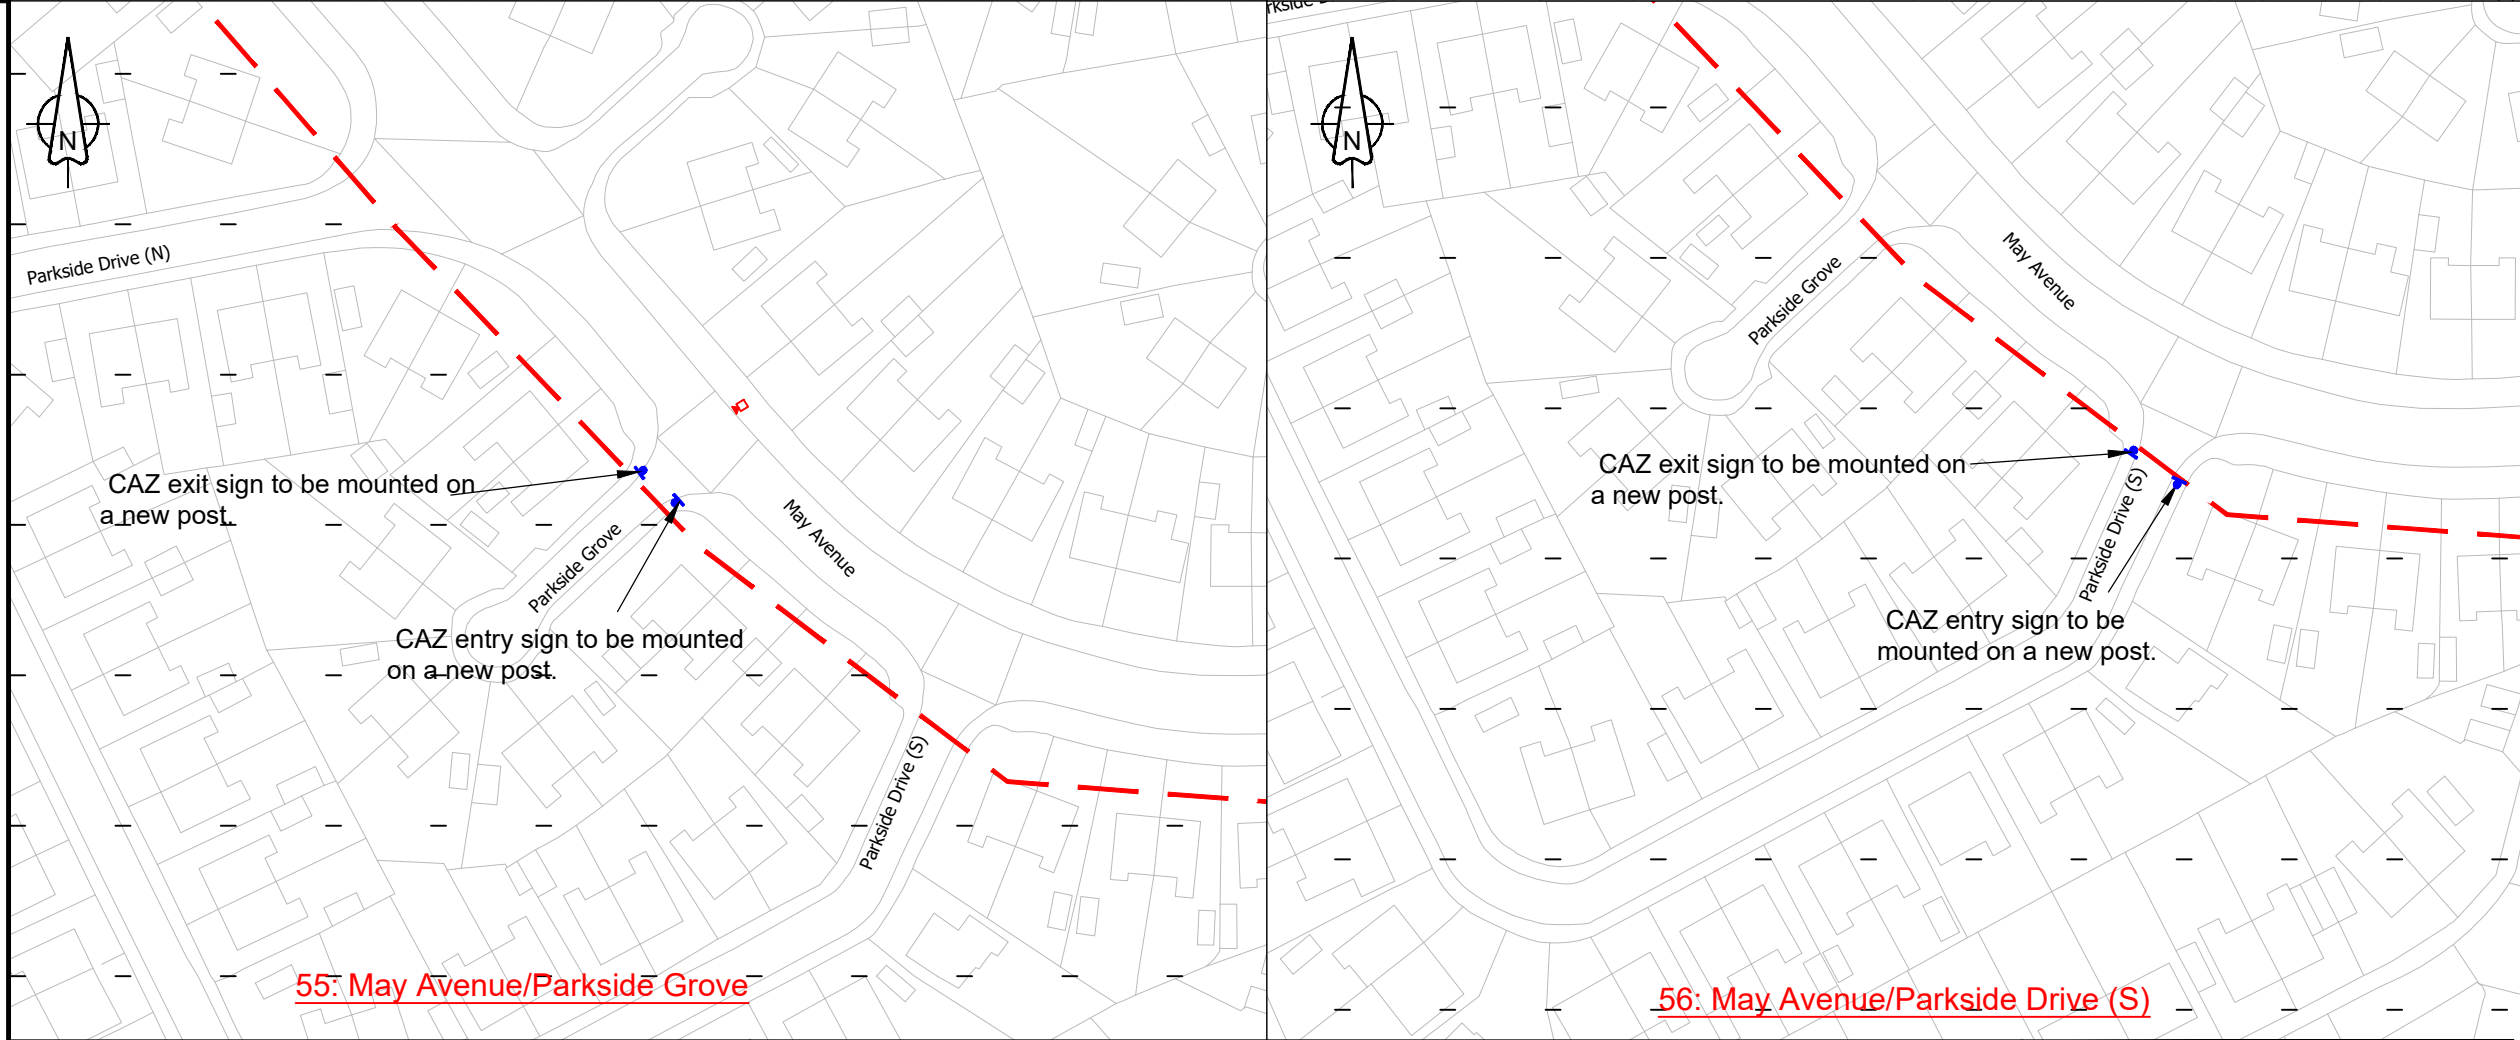 N
Parkside Drive (N)
CAZ exit sign to be mounted on
a new post.
May Avenue
Parkside Grove
CAZ entry sign to be mounted
on a new post.
Parkside Drive (S)
55: May Avenue/Parkside Grove
N
May Avenue
Parkside Grove
CAZ exit sign to be mounted on
a new post.
Parkside Drive (S)
CAZ entry sign to be
mounted on a new post.
56: May Avenue/Parkside Drive (S)